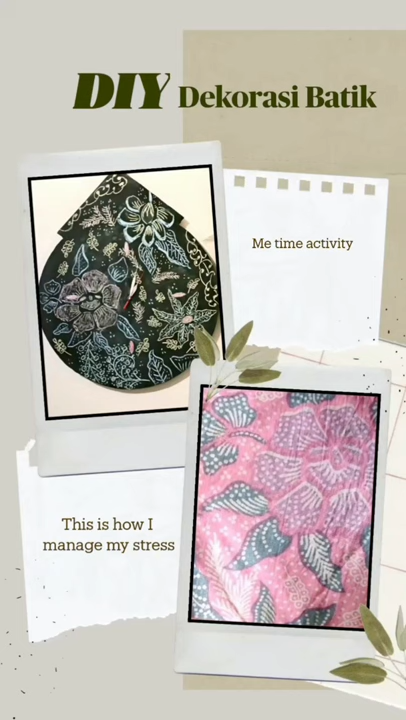 DIY Dekorasi Batik
Me time activity
This is how I
manage my stress